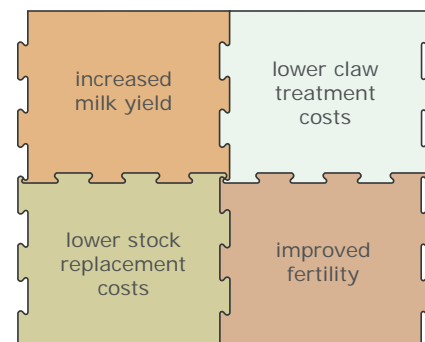 increased
milk yield
lower claw
treatment
costs
lower stock
replacement
costs
improved
fertility